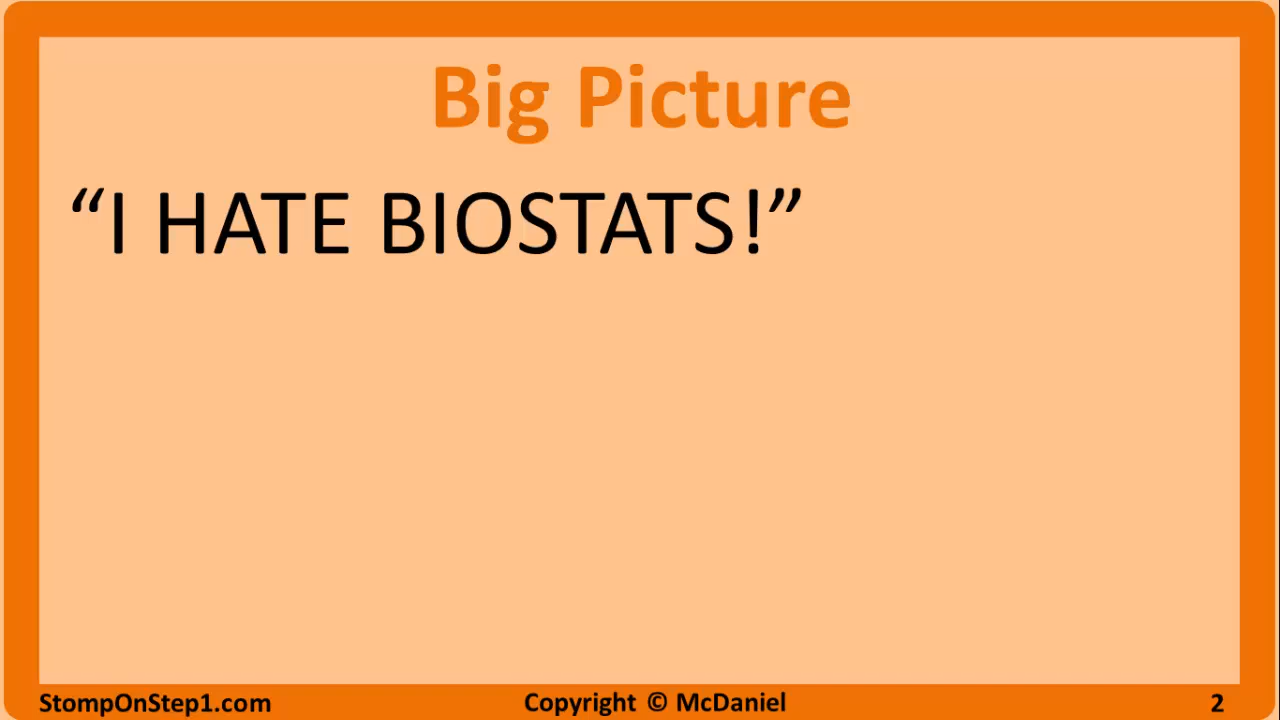 Big Picture
“I HATE BIOSTATS!”
StompOnStep1.com
Copyright © McDaniel
2